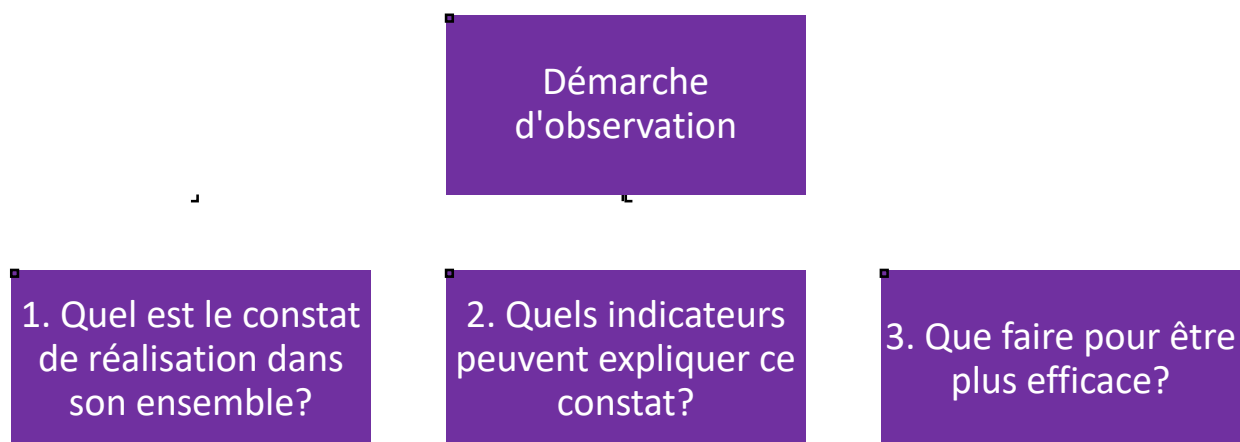 Démarche
d'observation
1. Quel est le constat
de réalisation dans
son ensemble?
2. Quels indicateurs
peuvent expliquer ce
constat?
3. Que faire pour être
plus efficace?